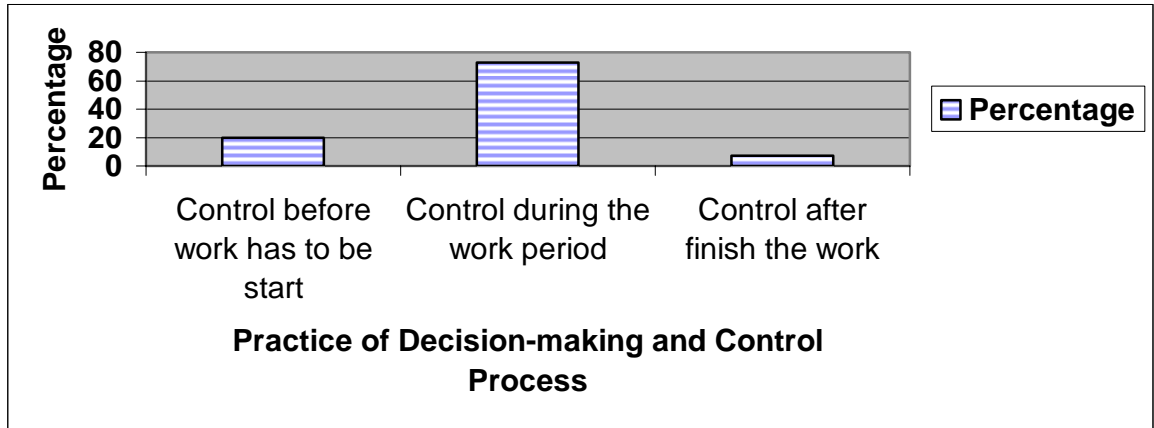 Percentage
80
60
40
20
0
Control before
work has to be
start
Control during the
work period
Control after
finish the work
Practice of Decision-making and Control
Process
Percentage